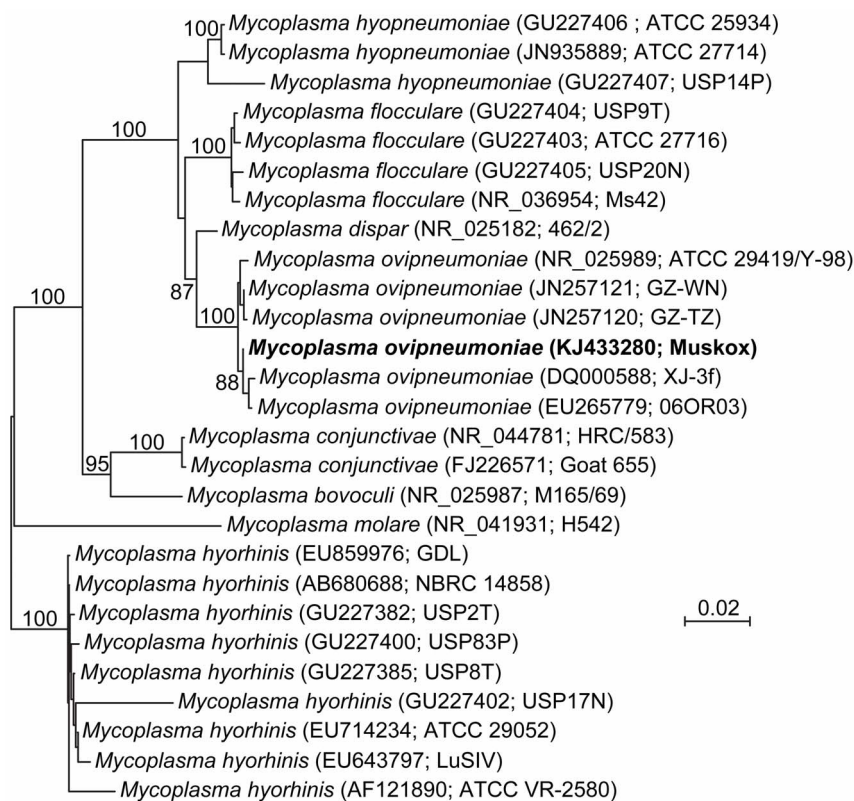 100 Mycoplasma hyopneumoniae (GU227406 ; ATCC 25934)
Mycoplasma hyopneumoniae (JN935889; ATCC 27714)
Mycoplasma hyopneumoniae (GU227407; USP14P)
Mycoplasma flocculare (GU227404; USP9T)
100
Mycoplasma flocculare (GU227403; ATCC 27716)
100
Mycoplasma flocculare (GU227405; USP20N)
Mycoplasma flocculare (NR_036954; Ms42)
Mycoplasma dispar (NR_025182; 462/2)
Mycoplasma ovipneumoniae (NR_025989; ATCC 29419/Y-98)
87
Mycoplasma ovipneumoniae (JN257121; GZ-WN)
100
100
Mycoplasma ovipneumoniae (JN257120; GZ-TZ)
Mycoplasma ovipneumoniae (KJ433280; Muskox)
88
Mycoplasma ovipneumoniae (DQ000588; XJ-3f)
Mycoplasma ovipneumoniae (EU265779; 06OR03)
100
Mycoplasma conjunctivae (NR_044781; HRC/583)
95
Mycoplasma conjunctivae (FJ226571; Goat 655)
Mycoplasma bovoculi (NR_025987; M165/69)
Mycoplasma molare (NR_041931; H542)
Mycoplasma hyorhinis (EU859976; GDL)
Mycoplasma hyorhinis (AB680688; NBRC 14858)
0.02
100
Mycoplasma hyorhinis (GU227382; USP2T)
Mycoplasma hyorhinis (GU227400; USP83P)
Mycoplasma hyorhinis (GU227385; USP8T)
Mycoplasma hyorhinis (GU227402; USP17N)
Mycoplasma hyorhinis (EU714234; ATCC 29052)
Mycoplasma hyorhinis (EU643797; LuSIV)
Mycoplasma hyorhinis (AF121890; ATCC VR-2580)